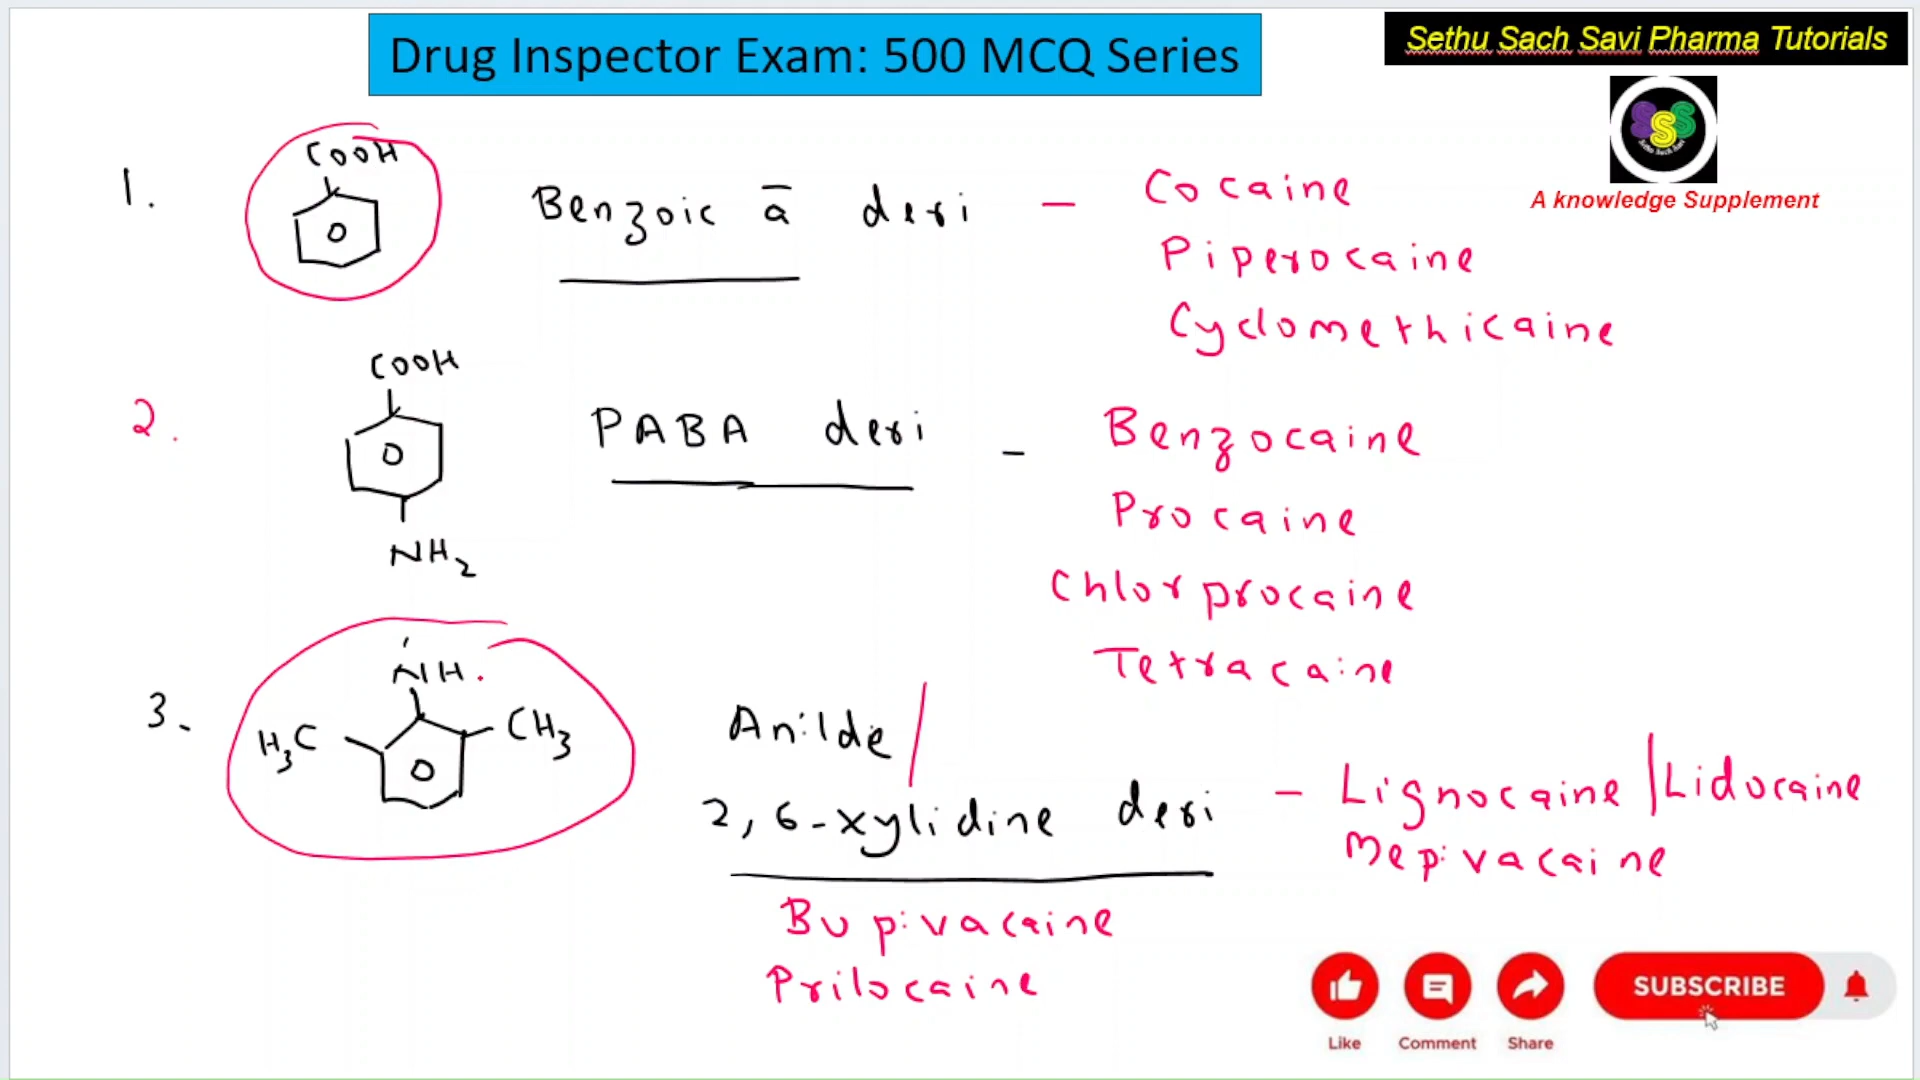 Drug Inspector Exam: 500 MCQ Series
Sethu Sach Savi Pharma Tutorials
SSS
A knowledge Supplement
1.
COOH
Benzoic ā deri - Cocaine
Piperocaine
Cyclomethicaine
2.
COOH
NH2
PABA deri - Benzocaine
Procaine
Chlorprocaine
Tetracaine
3.
NH.
H3C
CH3
Anilde /
2,6-xylidine deri - Lignocaine / Lidocaine
Mepivacaine
Bupivacaine
Prilocaine
SUBSCRIBE
Like Comment Share